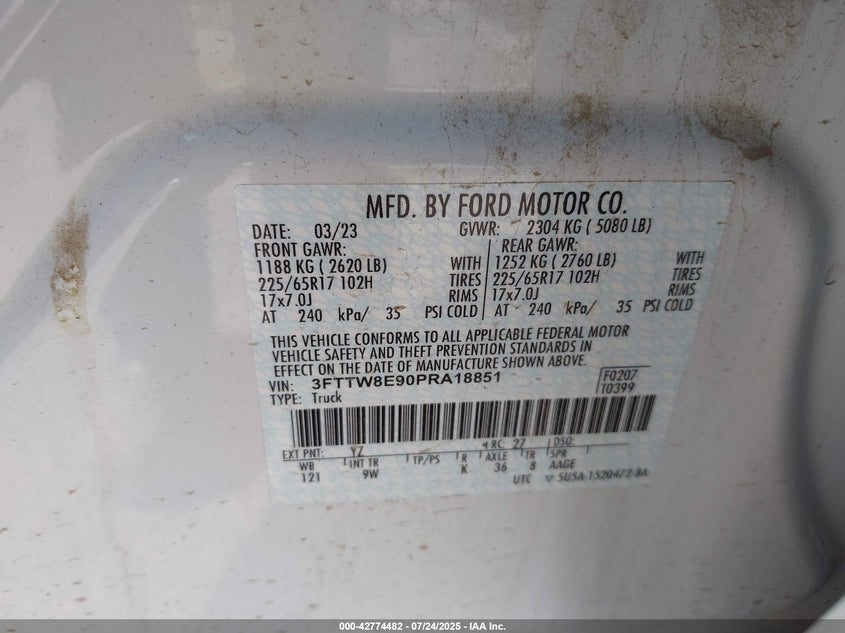 MFD. BY FORD MOTOR CO.
DATE: 03/23 GVWR: 2304 KG ( 5080 LB)
FRONT GAWR: REAR GAWR:
1188 KG ( 2620 LB) WITH 1252 KG ( 2760 LB) WITH
225/65R17 102H TIRES 225/65R17 102H TIRES
17x7.0J RIMS 17x7.0J RIMS
AT 240 kPa/ 35 PSI COLD AT 240 kPa/ 35 PSI COLD
THIS VEHICLE CONFORMS TO ALL APPLICABLE FEDERAL MOTOR
VEHICLE SAFETY AND THEFT PREVENTION STANDARDS IN
EFFECT ON THE DATE OF MANUFACTURE SHOWN ABOVE.
VIN: 3FTTW8E90PRA18851 F0207
TYPE: Truck T0399
EXT PNT: YZ RC: 27 DSO:
WB INT TR TP/PS R AXLE TR SPR
121 9W K 36 8 AAGE
UTC ▽ 5U5A-1520472-BA
000-42774482 - 07/24/2025 - IAA Inc.